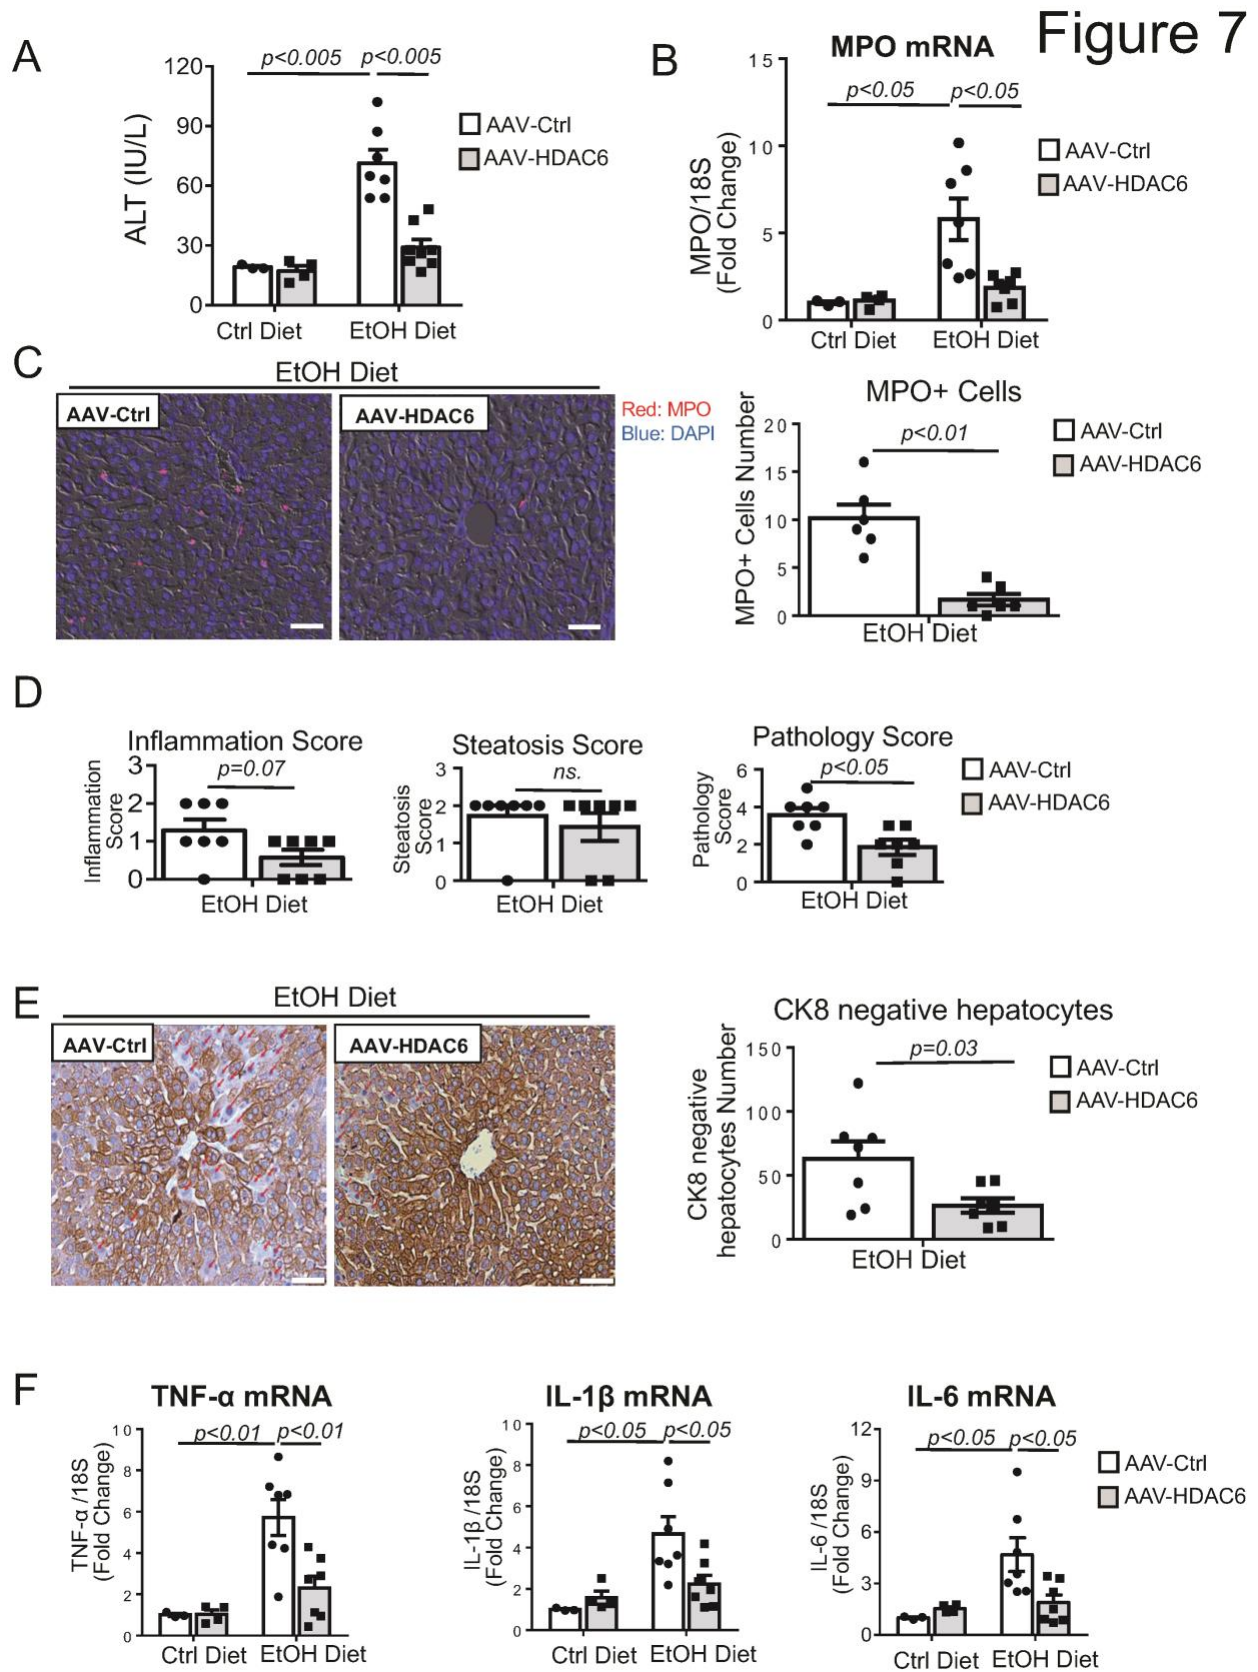 Figure 7
A
p<0.005
p<0.005
120
90
60
30
0
ALT (IU/L)
AAV-Ctrl
AAV-HDAC6
Ctrl Diet
EtOH Diet
B
MPO mRNA
p<0.05
p<0.05
15
10
5
0
MPO/18S
(Fold Change)
AAV-Ctrl
AAV-HDAC6
Ctrl Diet
EtOH Diet
C
EtOH Diet
AAV-Ctrl
AAV-HDAC6
Red: MPO
Blue: DAPI
MPO+ Cells
p<0.01
20
15
10
5
0
MPO+ Cells Number
AAV-Ctrl
AAV-HDAC6
EtOH Diet
D
Inflammation Score
p=0.07
3
2
1
0
Inflammation
Score
EtOH Diet
Steatosis Score
ns.
3
2
1
0
Steatosis
Score
EtOH Diet
Pathology Score
p<0.05
6
4
2
0
Pathology
Score
EtOH Diet
AAV-Ctrl
AAV-HDAC6
E
EtOH Diet
AAV-Ctrl
AAV-HDAC6
CK8 negative hepatocytes
p=0.03
150
100
50
0
CK8 negative
hepatocytes Number
AAV-Ctrl
AAV-HDAC6
EtOH Diet
F
TNF-α mRNA
p<0.01
p<0.01
10
8
6
4
2
0
TNF-α /18S
(Fold Change)
Ctrl Diet
EtOH Diet
IL-1β mRNA
p<0.05
p<0.05
10
8
6
4
2
0
IL-1β /18S
(Fold Change)
Ctrl Diet
EtOH Diet
IL-6 mRNA
p<0.05
p<0.05
12
9
6
3
0
IL-6 /18S
(Fold Change)
Ctrl Diet
EtOH Diet
AAV-Ctrl
AAV-HDAC6